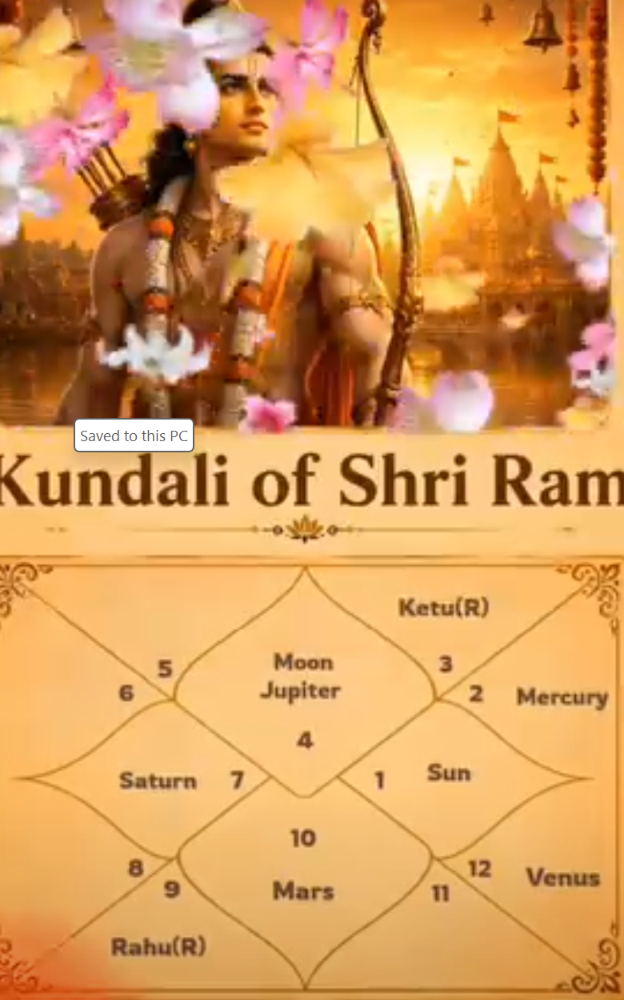 Saved to this PC
Kundali of Shri Ram
Ketu(R)
Moon
Jupiter
5
3
6
2
Mercury
4
Saturn
7
1
Sun
10
8
12
Venus
9
Mars
11
Rahu(R)